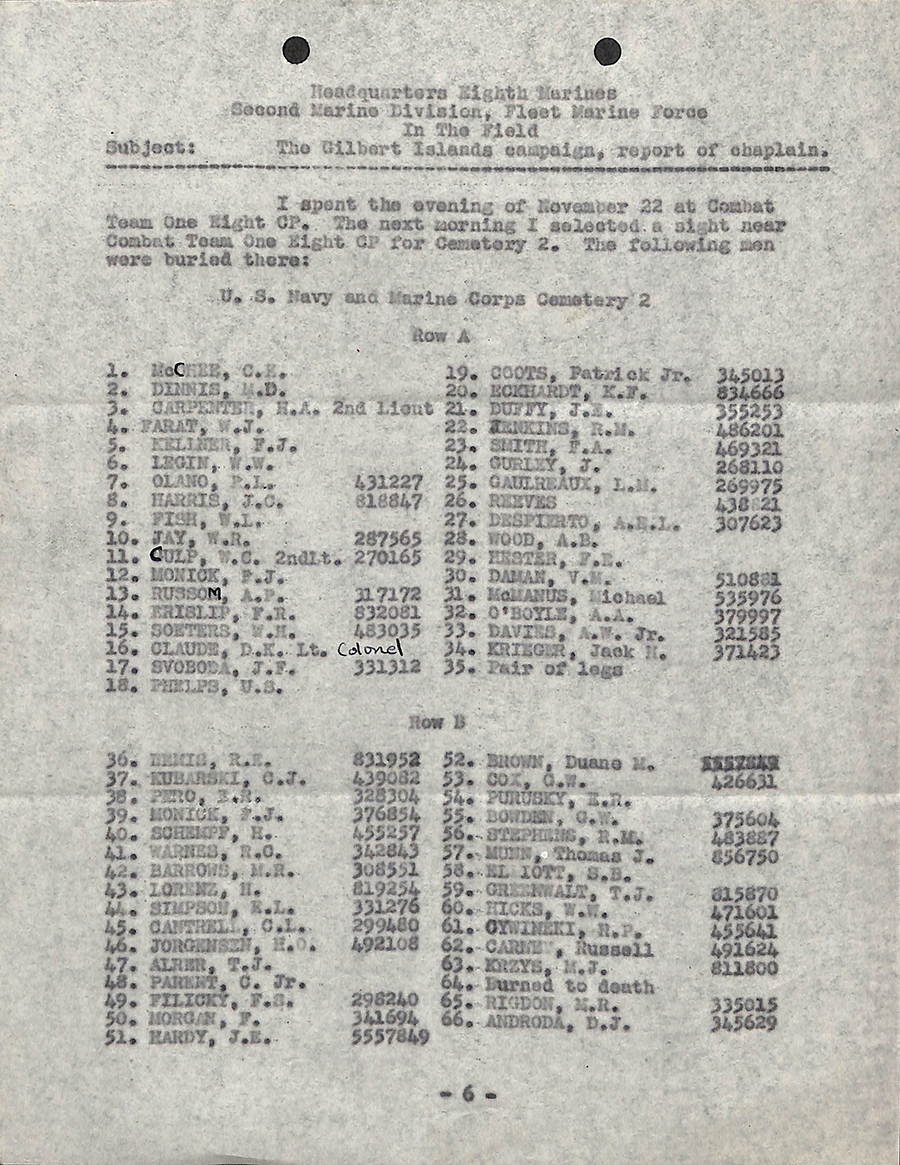 Headquarters Eighth Marines
Second Marine Division, Fleet Marine Force
In The Field
Subject: The Gilbert Islands campaign, report of chaplain.
I spent the evening of November 22 at Combat
Team One Eight CP. The next morning I selected a sight near
Combat Team One Eight CP for Cemetery 2. The following men
were buried there:
U. S. Navy and Marine Corps Cemetery 2
Row A
1. McGHEE, C.E.
2. DINNIS, M.D.
3. CARPENTER, H.A. 2nd Lieut
4. FARAT, W.J.
5. KELLNER, F.J.
6. LEGIN, W.W.
7. OLANO, P.L. 431227
8. HARRIS, J.C. 818847
9. FISH, W.L.
10. JAY, W.R. 287565
11. CULP, W.C. 2ndLt. 270165
12. MONICK, F.J.
13. RUSSOM, A.P. 317172
14. ERISLIP, F.R. 832081
15. SOETERS, W.H. 483035
16. CLAUDE, D.K. Lt. Colonel
17. SVOBODA, J.F. 331312
18. PHELPS, U.S.
19. COOTS, Patrick Jr. 345013
20. ECKHARDT, K.F. 834666
21. DUFFY, J.E. 355253
22. JENKINS, R.M. 486201
23. SMITH, F.A. 469321
24. GURLEY, J. 268110
25. GAULREAUX, L.M. 269975
26. REEVES 438821
27. DESPIERTO, A.B.L. 307623
28. WOOD, A.B.
29. HESTER, F.E.
30. DAMAN, V.M. 510881
31. McMANUS, Michael 535976
32. O'BOYLE, A.A. 379997
33. DAVIES, A.W. Jr. 321585
34. KRIEGER, Jack H. 371423
35. Pair of legs
Row B
36. BEMIS, R.E. 831952
37. KUBARSKI, C.J. 439082
38. PERO, B.R. 328304
39. MONICK, F.J. 376854
40. SCHEMPF, H. 455257
41. WARNES, R.C. 342843
42. BARROWS, M.R. 308551
43. LORENZ, H. 819254
44. SIMPSON, E.L. 331276
45. CANTRELL, C.L. 299480
46. JORGENSEN, H.O. 492108
47. ALRER, T.J.
48. PARENT, C. Jr.
49. FILICKY, F.S. 298240
50. MORGAN, F. 341694
51. HARDY, J.E. 5557849
52. BROWN, Duane M.
53. COX, C.W. 426631
54. PURUSKY, E.R.
55. BOWDEN, G.W. 375604
56. STEPHENS, R.M. 483887
57. MUNN, Thomas J. 856750
58. ELLIOTT, S.B.
59. GREENWALT, T.J. 815870
60. HICKS, W.W. 471601
61. CYWINEKI, R.P. 455641
62. CARNEY, Russell 491624
63. KRZYS, M.J. 811800
64. Burned to death
65. RIGDON, M.R. 335015
66. ANDRODA, D.J. 345629
- 6 -